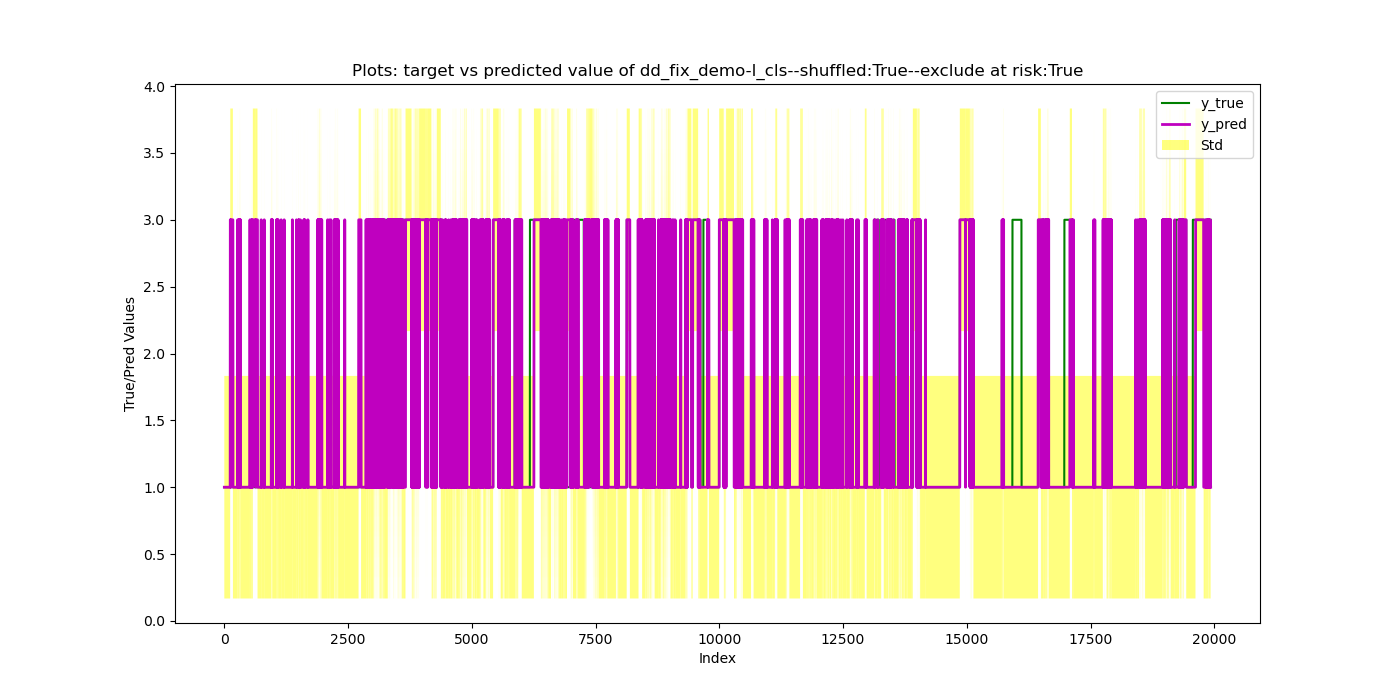 Plots: target vs predicted value of dd_fix_demo-l_cls--shuffled:True--exclude at risk:True
4.0
3.5
3.0
2.5
2.0
1.5
1.0
0.5
0.0
True/Pred Values
y_true
y_pred
Std
0 2500 5000 7500 10000 12500 15000 17500 20000
Index